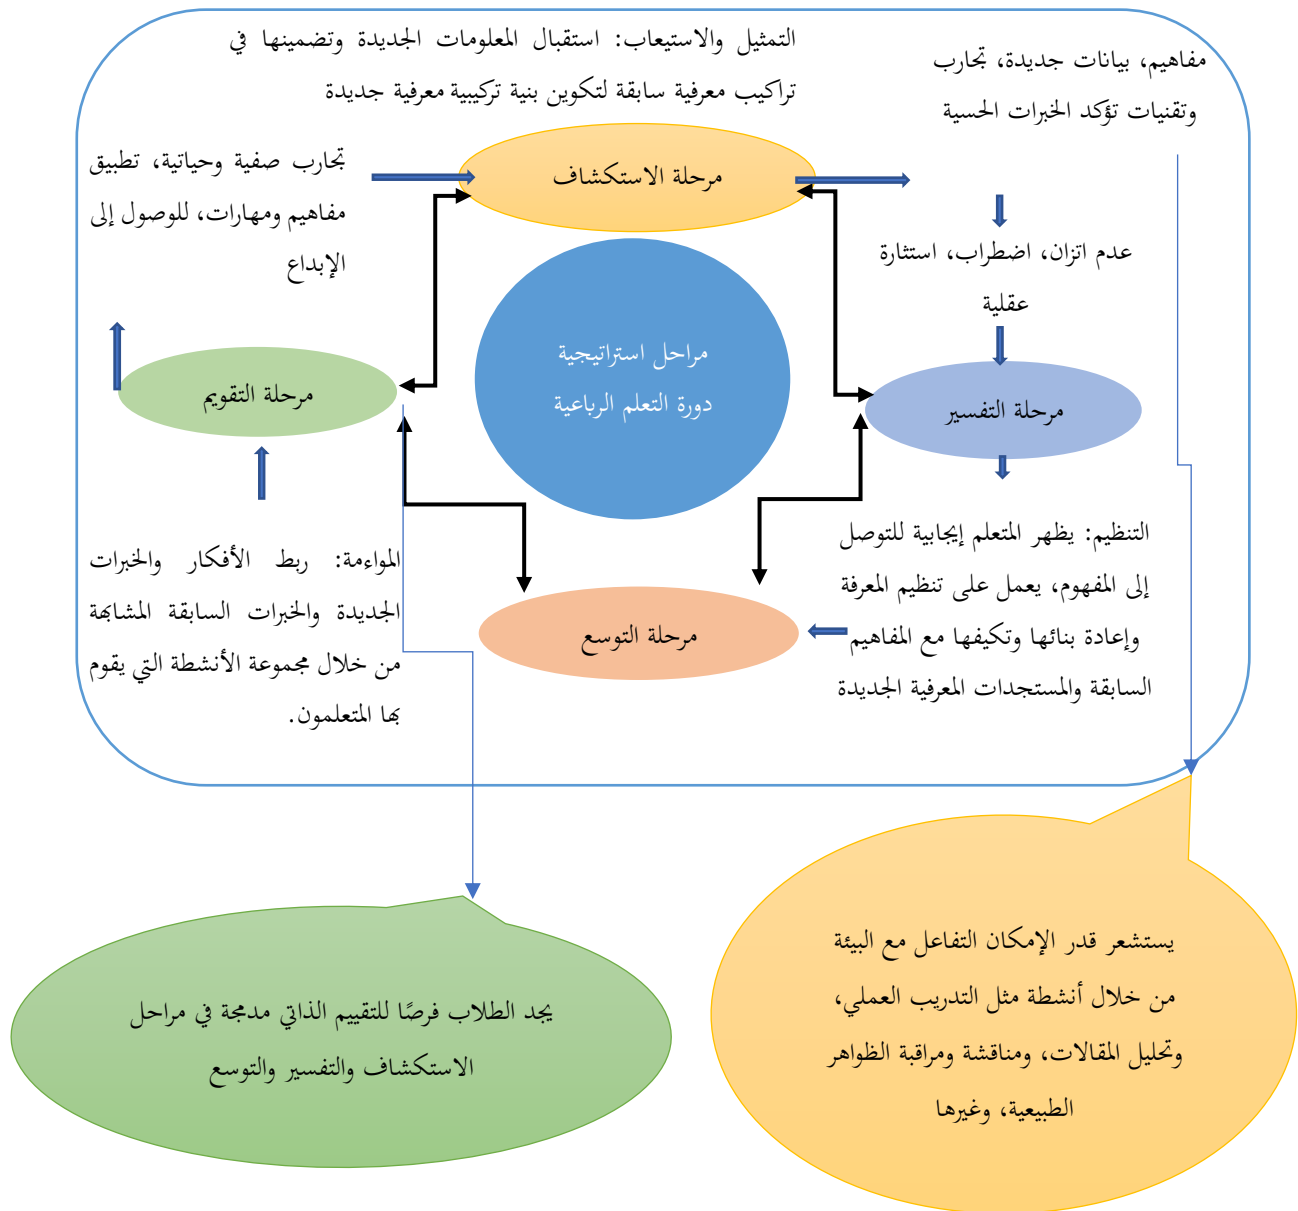 التمثيل والاستيعاب: استقبال المعلومات الجديدة وتضمينها في
تراكيب معرفية سابقة لتكوين بنية تركيبية معرفية جديدة
مفاهيم، بيانات جديدة، تجارب
وتقنيات تؤكد الخبرات الحسية
مرحلة الاستكشاف
تجارب صفية وحياتية، تطبيق
مفاهيم ومهارات، للوصول إلى
الإبداع
عدم اتزان، اضطراب، استثارة
عقلية
مراحل استراتيجية
دورة التعلم الرباعية
مرحلة التفسير
مرحلة التقويم
التنظيم: يظهر المتعلم إيجابية للتوصل
إلى المفهوم، يعمل على تنظيم المعرفة
وإعادة بنائها وتكيفها مع المفاهيم
السابقة والمستجدات المعرفية الجديدة
مرحلة التوسع
المواءمة: ربط الأفكار والخبرات
الجديدة والخبرات السابقة المشابهة
من خلال مجموعة الأنشطة التي يقوم
بها المتعلمون.
يستشعر قدر الإمكان التفاعل مع البيئة
من خلال أنشطة مثل التدريب العملي،
وتحليل المقالات، ومناقشة ومراقبة الظواهر
الطبيعية، وغيرها
يجد الطلاب فرصًا للتقييم الذاتي مدمجة في مراحل
الاستكشاف والتفسير والتوسع